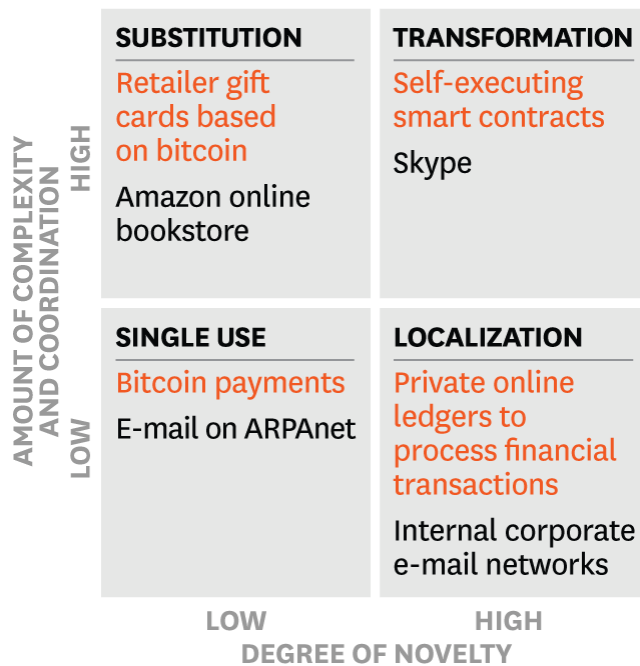 SUBSTITUTION
Retailer gift
cards based
on bitcoin
Amazon online
bookstore
TRANSFORMATION
Self-executing
smart contracts
Skype
SINGLE USE
Bitcoin payments
E-mail on ARPAnet
LOCALIZATION
Private online
ledgers to
process financial
transactions
Internal corporate
e-mail networks
AMOUNT OF COMPLEXITY
AND COORDINATION
HIGH
LOW
LOW
HIGH
DEGREE OF NOVELTY